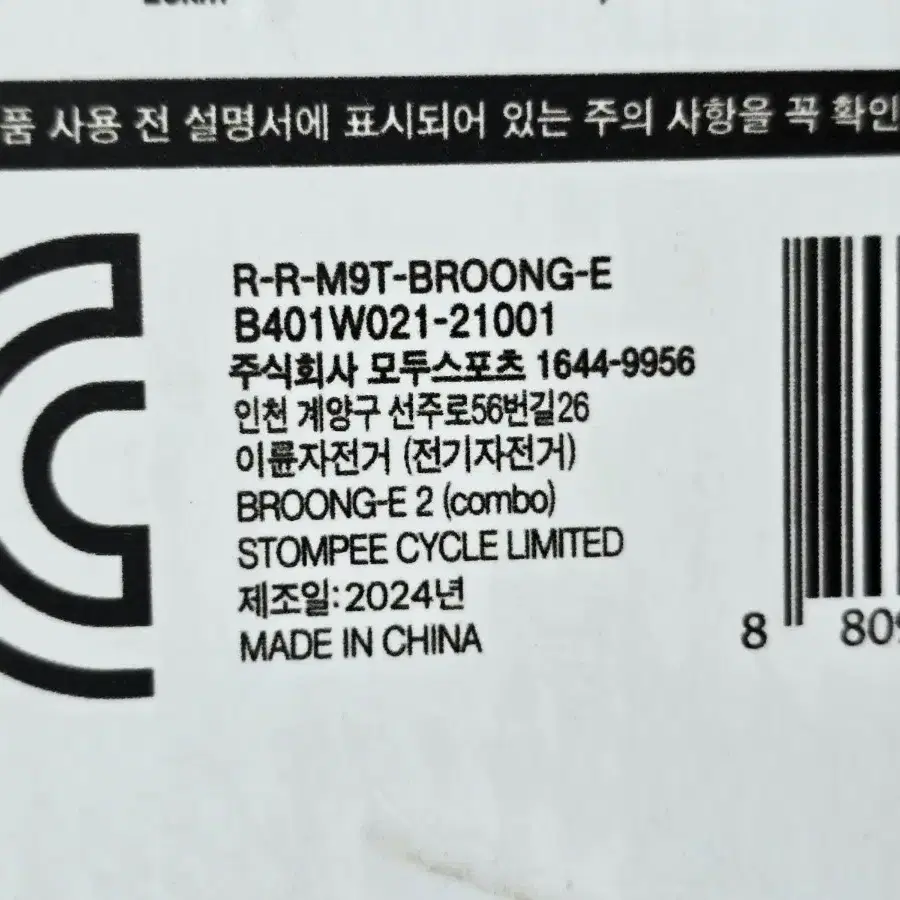 품 사용 전 설명서에 표시되어 있는 주의 사항을 꼭 확인
R-R-M9T-BROONG-E
B401W021-21001
주식회사 모두스포츠 1644-9956
인천 계양구 선주로56번길26
이륜자전거 (전기자전거)
BROONG-E 2 (combo)
STOMPEE CYCLE LIMITED
제조일:2024년
MADE IN CHINA
8 809